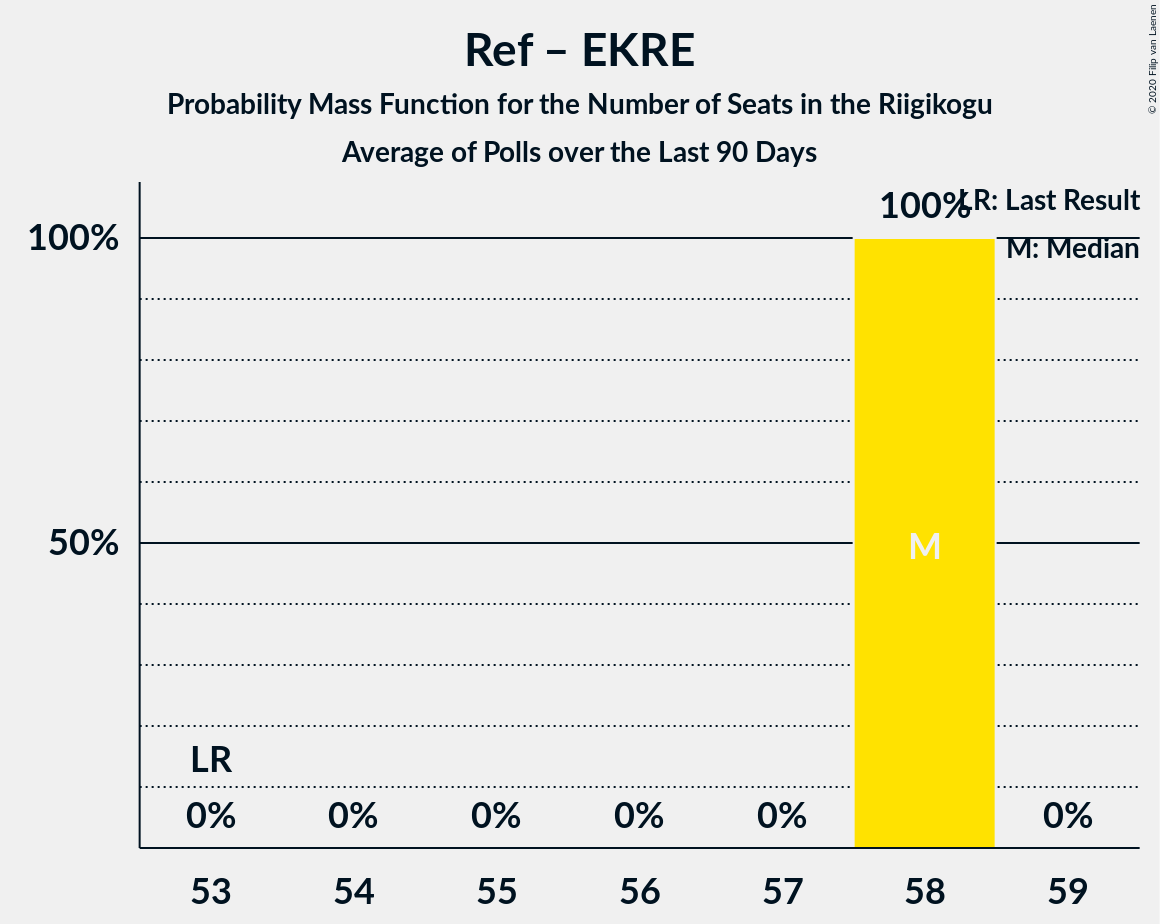 Ref – EKRE
Probability Mass Function for the Number of Seats in the Riigikogu
Average of Polls over the Last 90 Days
© 2020 Filip van Laenen
LR: Last Result
M: Median
100%
100%
50%
M
LR
0% 0% 0% 0% 0% 0%
53 54 55 56 57 58 59